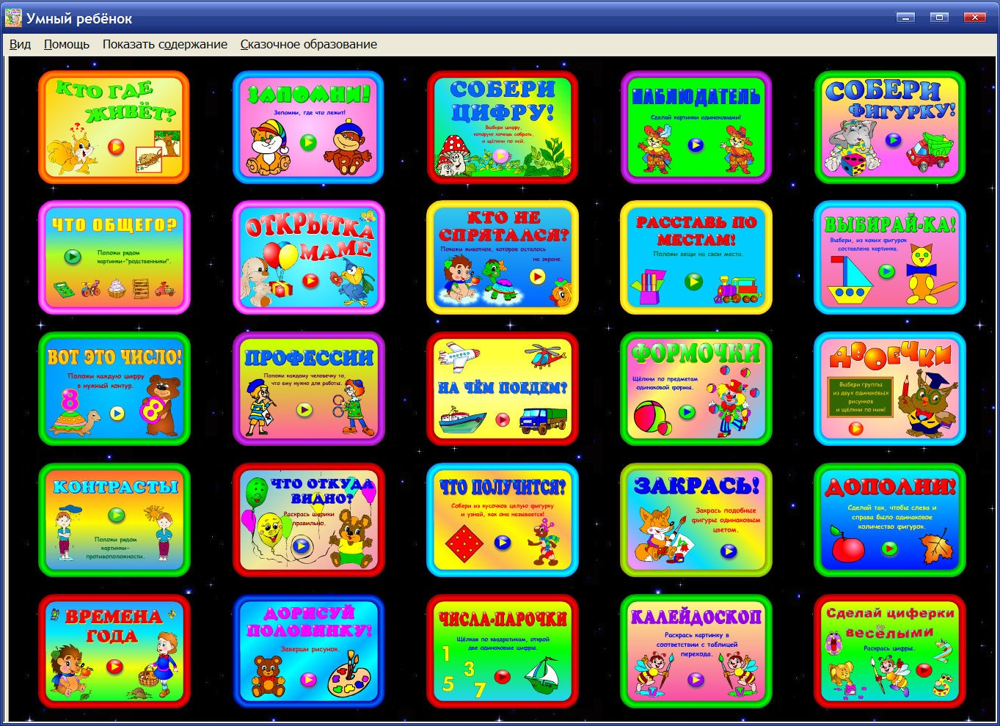 Умный ребёнок
Вид Помощь Показать содержание Сказочное образование
КТО ГДЕ
ЖИВЁТ?
ЗАПОМНИ!
Запомни, где что лежит!
СОБЕРИ
ЦИФРУ!
Выбери цифру,
которую хочешь собрать,
и щёлкни по ней.
НАБЛЮДАТЕЛЬ
Сделай картинки одинаковыми!
СОБЕРИ
ФИГУРКУ!
ЧТО ОБЩЕГО?
Положи рядом
картинки-"родственники".
ОТКРЫТКА
МАМЕ
КТО НЕ
СПРЯТАЛСЯ?
Покажи животное, которое осталось
на экране.
РАССТАВЬ ПО
МЕСТАМ!
Положи вещи на свои места.
ВЫБИРАЙ-КА!
Выбери, из каких фигурок
составлена картинка.
ВОТ ЭТО ЧИСЛО!
Положи каждую цифру
в нужный контур.
8
8
ПРОФЕССИИ
Положи каждому человечку то,
что ему нужно для работы.
НА ЧЁМ ПОЕДЕМ?
ФОРМОЧКИ
Щёлкни по предметам
одинаковой формы.
ДВОЕЧКИ
Выбери группы
из двух одинаковых
рисунков
и щёлкни по ним!
КОНТРАСТЫ
Положи рядом
картинки-
противоположности.
ЧТО ОТКУДА
ВИДНО?
Раскрась шарики
правильно.
ЧТО ПОЛУЧИТСЯ?
Собери из кусочков целую фигурку
и узнай, как она называется!
ЗАКРАСЬ!
Закрась подобные
фигуры одинаковым
цветом.
ДОПОЛНИ!
Сделай так, чтобы слева и
справа было одинаковое
количество фигурок.
ВРЕМЕНА
ГОДА
ДОРИСУЙ
ПОЛОВИНКУ!
Заверши рисунок.
ЧИСЛА-ПАРОЧКИ
Щёлкая по квадратикам, открой
две одинаковые цифры.
1
3
5
7
КАЛЕЙДОСКОП
Раскрась картинку в
соответствии с таблицей
перехода.
Сделай циферки
весёлыми
Раскрась цифры.
2